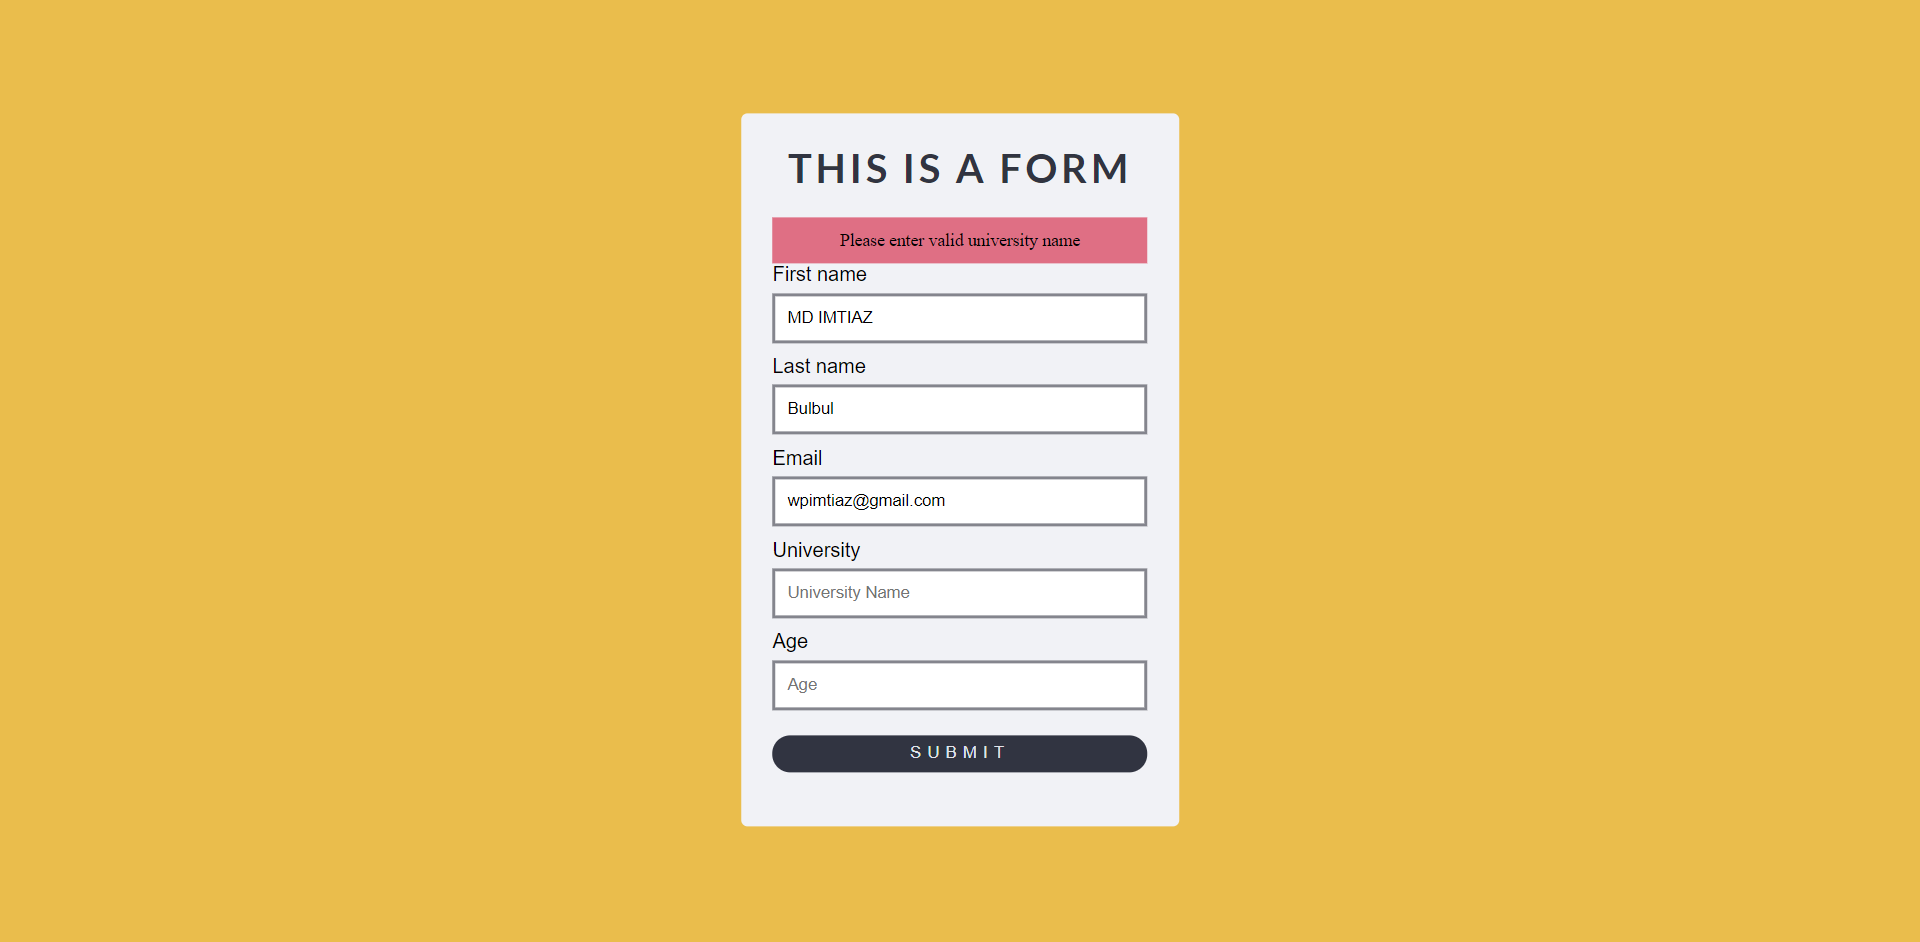 THIS IS A FORM
Please enter valid university name
First name
MD IMTIAZ
Last name
Bulbul
Email
wpimtiaz@gmail.com
University
University Name
Age
Age
SUBMIT